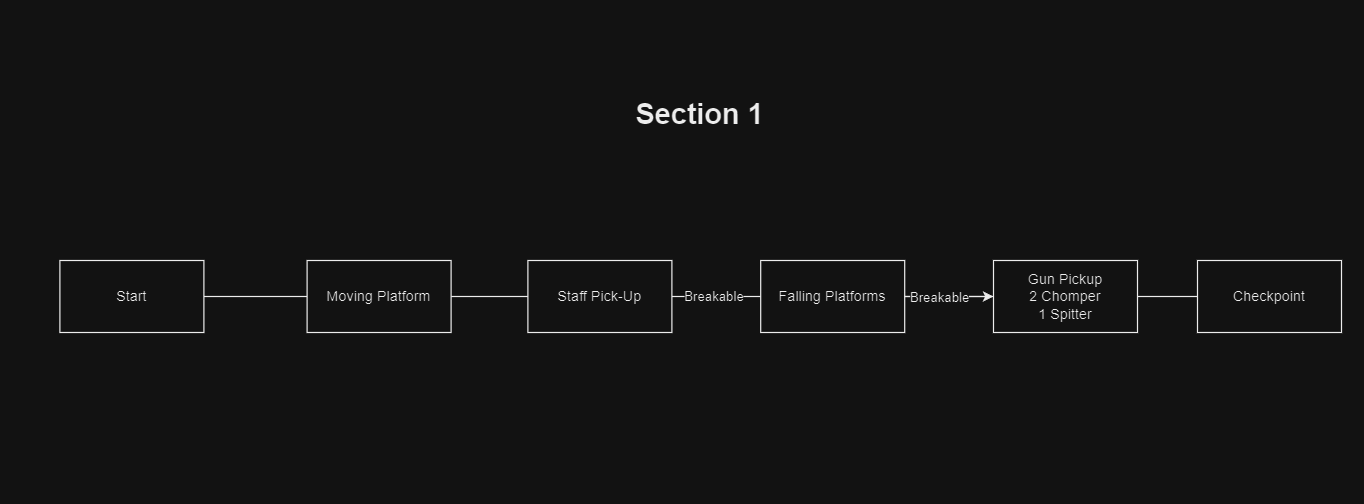 Section 1
Start
Moving Platform
Staff Pick-Up
Breakable
Falling Platforms
Breakable
Gun Pickup
2 Chomper
1 Spitter
Checkpoint